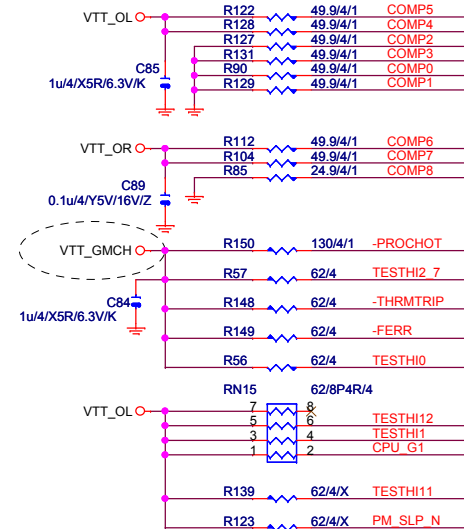 R122 49.9/4/1 COMP5
VTT_OL
R128 49.9/4/1 COMP4
R127 49.9/4/1 COMP2
R131 49.9/4/1 COMP3
C85
R90 49.9/4/1 COMP0
1u/4/X5R/6.3V/K
R129 49.9/4/1 COMP1
VTT_OR
R112 49.9/4/1 COMP6
R104 49.9/4/1 COMP7
R85 24.9/4/1 COMP8
C89
0.1u/4/Y5V/16V/Z
VTT_GMCH
R150 130/4/1 -PROCHOT
R57 62/4 TESTHI2_7
C84
R148 62/4 -THRMTRIP
1u/4/X5R/6.3V/K
R149 62/4 -FERR
R56 62/4 TESTHI0
RN15 62/8P4R/4
VTT_OL
7 8
5 6 TESTHI12
3 4 TESTHI1
1 2 CPU_G1
R139 62/4/X TESTHI11
R123 62/4/X PM_SLP_N